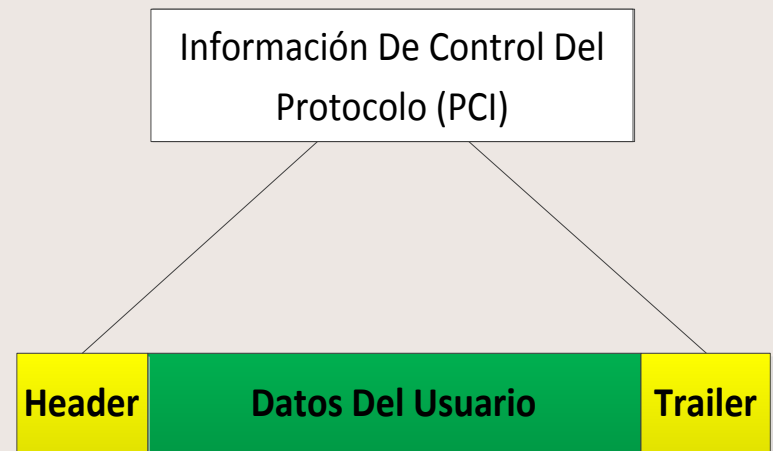 Información De Control Del
Protocolo (PCI)
Header Datos Del Usuario Trailer